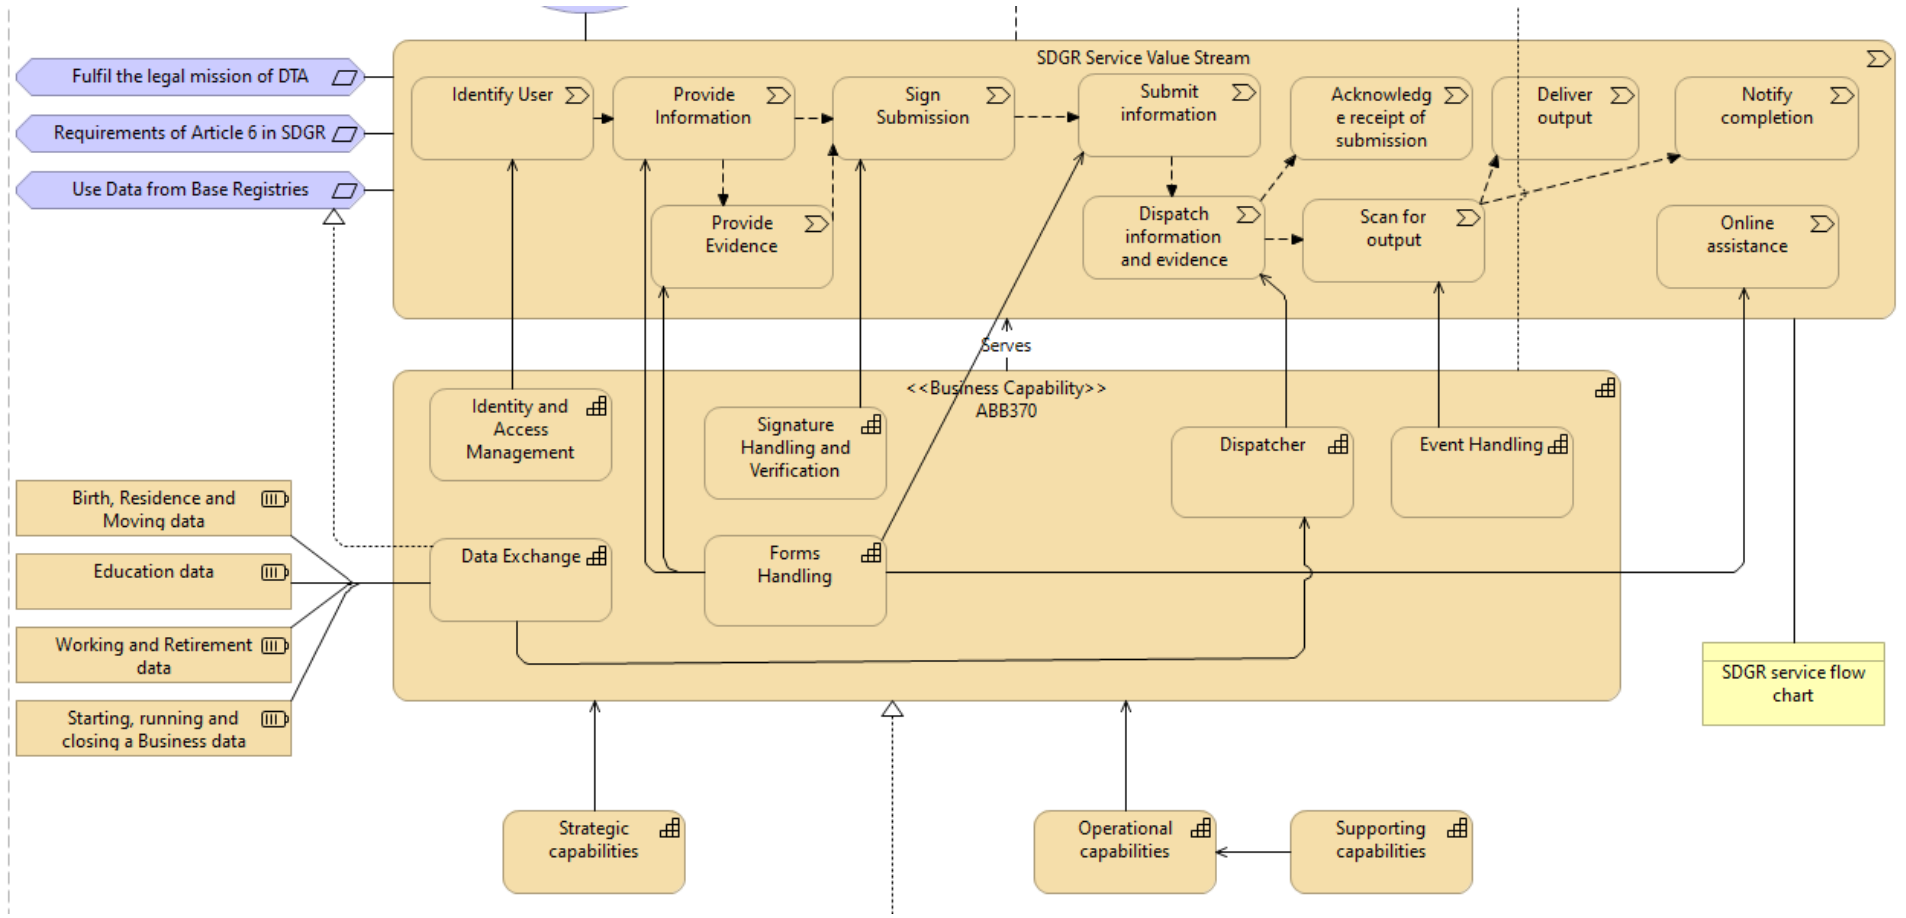 SDGR Service Value Stream
Fulfil the legal mission of DTA
Requirements of Article 6 in SDGR
Use Data from Base Registries
Identify User
Provide
Information
Sign
Submission
Submit
information
Acknowledg
e receipt of
submission
Deliver
output
Notify
completion
Provide
Evidence
Dispatch
information
and evidence
Scan for
output
Online
assistance
Serves
<<Business Capability>>
ABB370
Identity and
Access
Management
Signature
Handling and
Verification
Dispatcher
Event Handling
Birth, Residence and
Moving data
Education data
Working and Retirement
data
Starting, running and
closing a Business data
Data Exchange
Forms
Handling
SDGR service flow
chart
Strategic
capabilities
Operational
capabilities
Supporting
capabilities